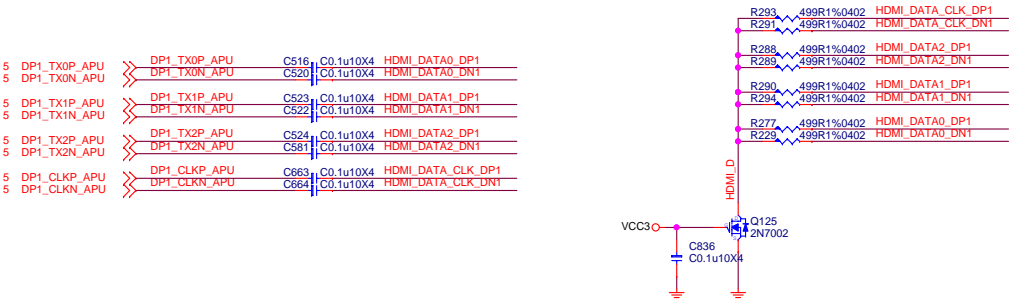 5 DP1_TX0P_APU DP1_TX0P_APU C516 C0.1u10X4 HDMI_DATA0_DP1
5 DP1_TX0N_APU DP1_TX0N_APU C520 C0.1u10X4 HDMI_DATA0_DN1
5 DP1_TX1P_APU DP1_TX1P_APU C523 C0.1u10X4 HDMI_DATA1_DP1
5 DP1_TX1N_APU DP1_TX1N_APU C522 C0.1u10X4 HDMI_DATA1_DN1
5 DP1_TX2P_APU DP1_TX2P_APU C524 C0.1u10X4 HDMI_DATA2_DP1
5 DP1_TX2N_APU DP1_TX2N_APU C581 C0.1u10X4 HDMI_DATA2_DN1
5 DP1_CLKP_APU DP1_CLKP_APU C663 C0.1u10X4 HDMI_DATA_CLK_DP1
5 DP1_CLKN_APU DP1_CLKN_APU C664 C0.1u10X4 HDMI_DATA_CLK_DN1
R293 499R1%0402 HDMI_DATA_CLK_DP1
R291 499R1%0402 HDMI_DATA_CLK_DN1
R288 499R1%0402 HDMI_DATA2_DP1
R289 499R1%0402 HDMI_DATA2_DN1
R290 499R1%0402 HDMI_DATA1_DP1
R294 499R1%0402 HDMI_DATA1_DN1
R277 499R1%0402 HDMI_DATA0_DP1
R229 499R1%0402 HDMI_DATA0_DN1
HDMI_D
VCC3
Q125
2N7002
C836
C0.1u10X4